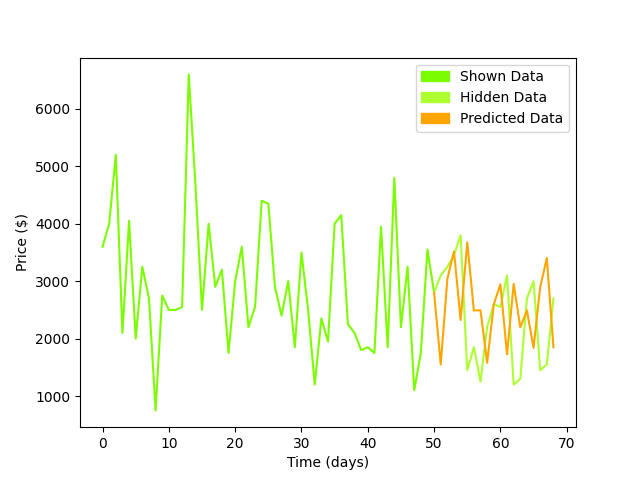 Shown Data
Hidden Data
Predicted Data
6000
5000
4000
3000
2000
1000
Price ($)
0 10 20 30 40 50 60 70
Time (days)